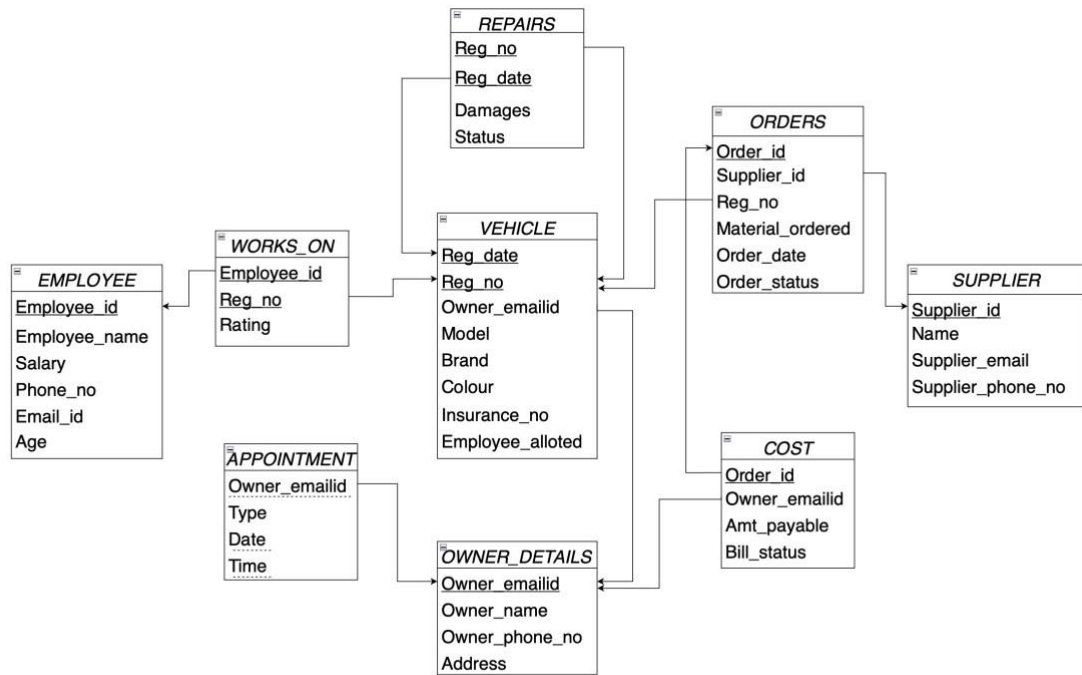 REPAIRS
Reg_no
Reg_date
Damages
Status
ORDERS
Order_id
Supplier_id
Reg_no
Material_ordered
Order_date
Order_status
VEHICLE
Reg_date
Reg_no
Owner_emailid
Model
Brand
Colour
Insurance_no
Employee_alloted
WORKS_ON
Employee_id
Reg_no
Rating
EMPLOYEE
Employee_id
Employee_name
Salary
Phone_no
Email_id
Age
SUPPLIER
Supplier_id
Name
Supplier_email
Supplier_phone_no
APPOINTMENT
Owner_emailid
Type
Date
Time
COST
Order_id
Owner_emailid
Amt_payable
Bill_status
OWNER_DETAILS
Owner_emailid
Owner_name
Owner_phone_no
Address